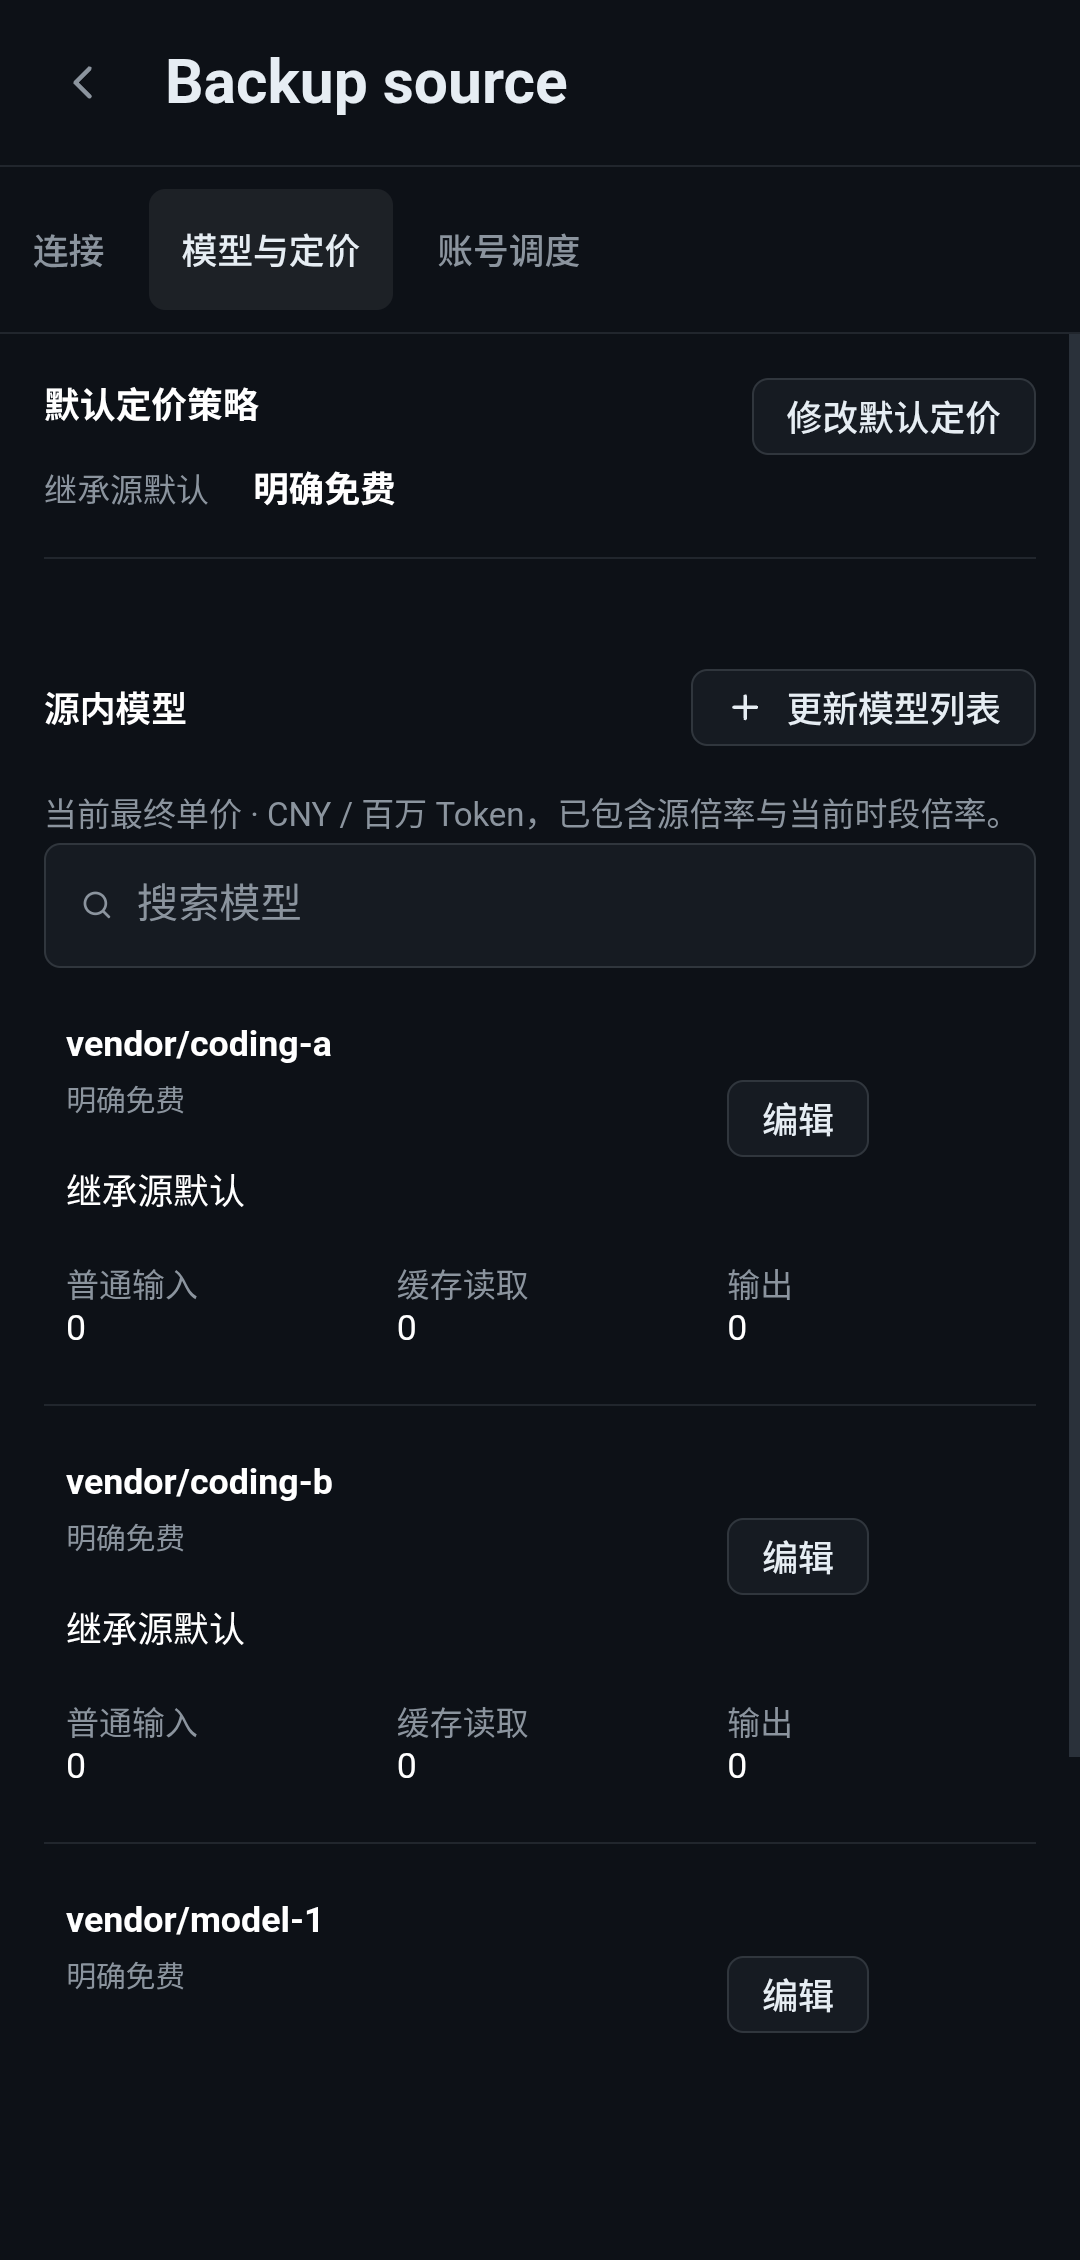 Backup source
连接 模型与定价 账号调度
默认定价策略 修改默认定价
继承源默认 明确免费
源内模型 更新模型列表
当前最终单价 · CNY / 百万 Token，已包含源倍率与当前时段倍率。
搜索模型
vendor/coding-a
明确免费
编辑
继承源默认
普通输入 缓存读取 输出
0 0 0
vendor/coding-b
明确免费
编辑
继承源默认
普通输入 缓存读取 输出
0 0 0
vendor/model-1
明确免费
编辑